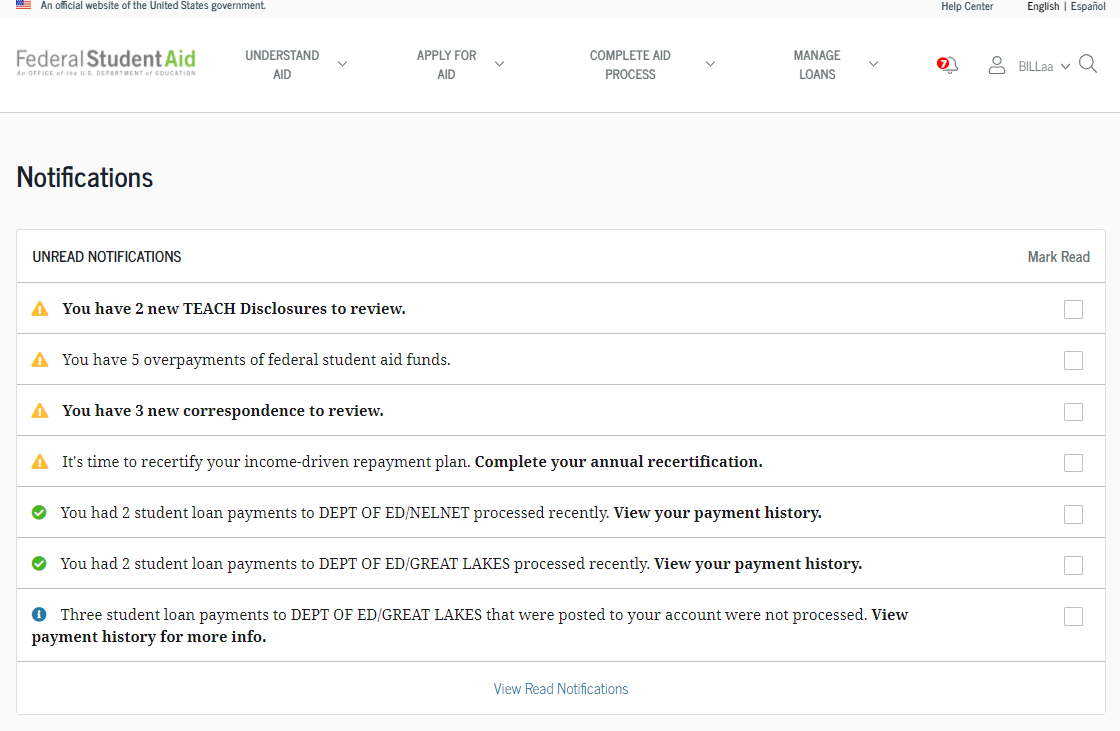 An official website of the United States government.
Help Center English | Español
FederalStudentAid
An OFFICE of the U.S. DEPARTMENT of EDUCATION
UNDERSTAND
AID
APPLY FOR
AID
COMPLETE AID
PROCESS
MANAGE
LOANS
7
BILLaa
Notifications
UNREAD NOTIFICATIONS Mark Read
You have 2 new TEACH Disclosures to review.
You have 5 overpayments of federal student aid funds.
You have 3 new correspondence to review.
It's time to recertify your income-driven repayment plan. Complete your annual recertification.
You had 2 student loan payments to DEPT OF ED/NELNET processed recently. View your payment history.
You had 2 student loan payments to DEPT OF ED/GREAT LAKES processed recently. View your payment history.
Three student loan payments to DEPT OF ED/GREAT LAKES that were posted to your account were not processed. View
payment history for more info.
View Read Notifications